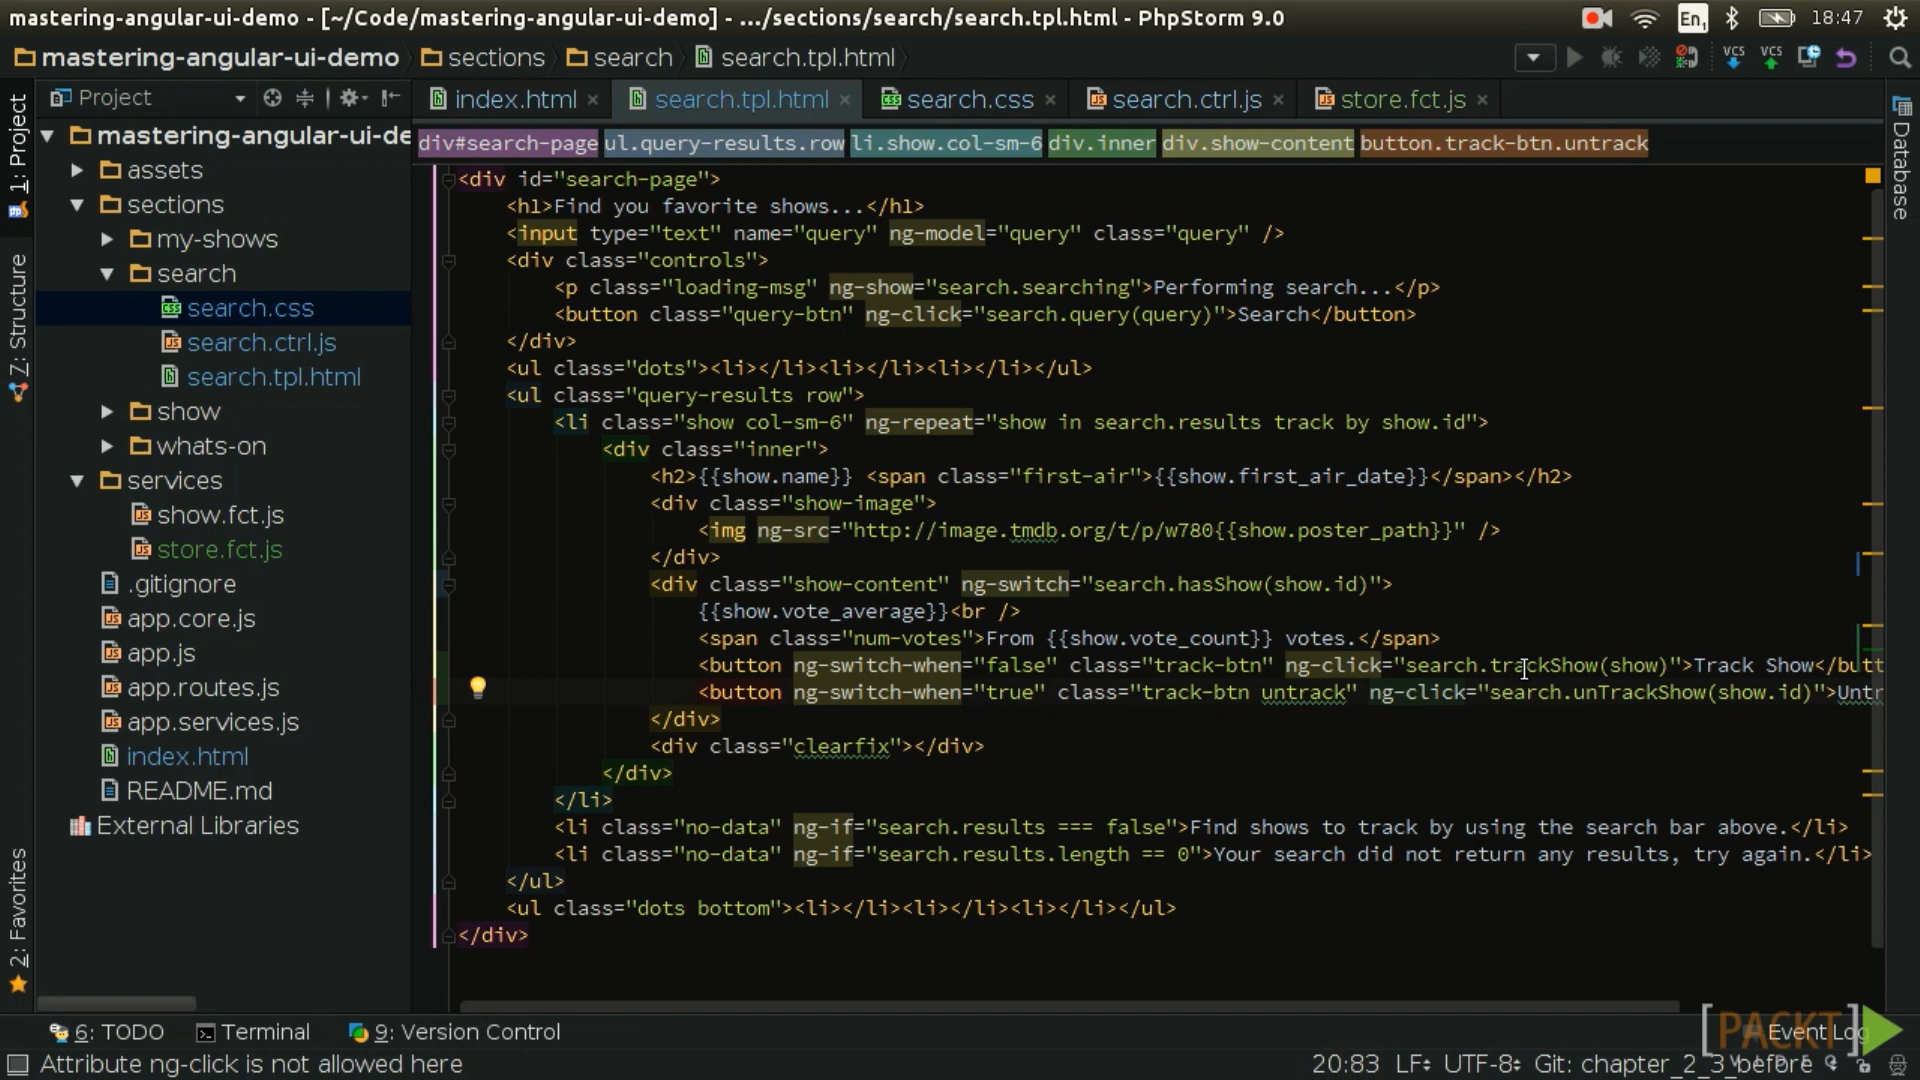 mastering-angular-ui-demo - [~/Code/mastering-angular-ui-demo] - .../sections/search/search.tpl.html - PhpStorm 9.0
En1
18:47
mastering-angular-ui-demo sections search search.tpl.html
VCS VCS
1: Project
Z: Structure
2: Favorites
Database
Project
index.html search.tpl.html search.css search.ctrl.js store.fct.js
div#search-page ul.query-results.row li.show.col-sm-6 div.inner div.show-content button.track-btn.untrack
mastering-angular-ui-de
assets
sections
my-shows
search
search.css
search.ctrl.js
search.tpl.html
show
whats-on
services
show.fct.js
store.fct.js
.gitignore
app.core.js
app.js
app.routes.js
app.services.js
index.html
README.md
External Libraries
<div id="search-page">
<h1>Find you favorite shows...</h1>
<input type="text" name="query" ng-model="query" class="query" />
<div class="controls">
<p class="loading-msg" ng-show="search.searching">Performing search...</p>
<button class="query-btn" ng-click="search.query(query)">Search</button>
</div>
<ul class="dots"><li></li><li></li><li></li></ul>
<ul class="query-results row">
<li class="show col-sm-6" ng-repeat="show in search.results track by show.id">
<div class="inner">
<h2>{{show.name}} <span class="first-air">{{show.first_air_date}}</span></h2>
<div class="show-image">
<img ng-src="http://image.tmdb.org/t/p/w780{{show.poster_path}}" />
</div>
<div class="show-content" ng-switch="search.hasShow(show.id)">
{{show.vote_average}}<br />
<span class="num-votes">From {{show.vote_count}} votes.</span>
<button ng-switch-when="false" class="track-btn" ng-click="search.trackShow(show)">Track Show</butt
<button ng-switch-when="true" class="track-btn untrack" ng-click="search.unTrackShow(show.id)">Untr
</div>
<div class="clearfix"></div>
</div>
</li>
<li class="no-data" ng-if="search.results === false">Find shows to track by using the search bar above.</li>
<li class="no-data" ng-if="search.results.length == 0">Your search did not return any results, try again.</li>
</ul>
<ul class="dots bottom"><li></li><li></li><li></li></ul>
</div>
6: TODO Terminal 9: Version Control Event Log
[PACKT]
VIDEO
Attribute ng-click is not allowed here
20:83 LF UTF-8 Git: chapter_2_3_before